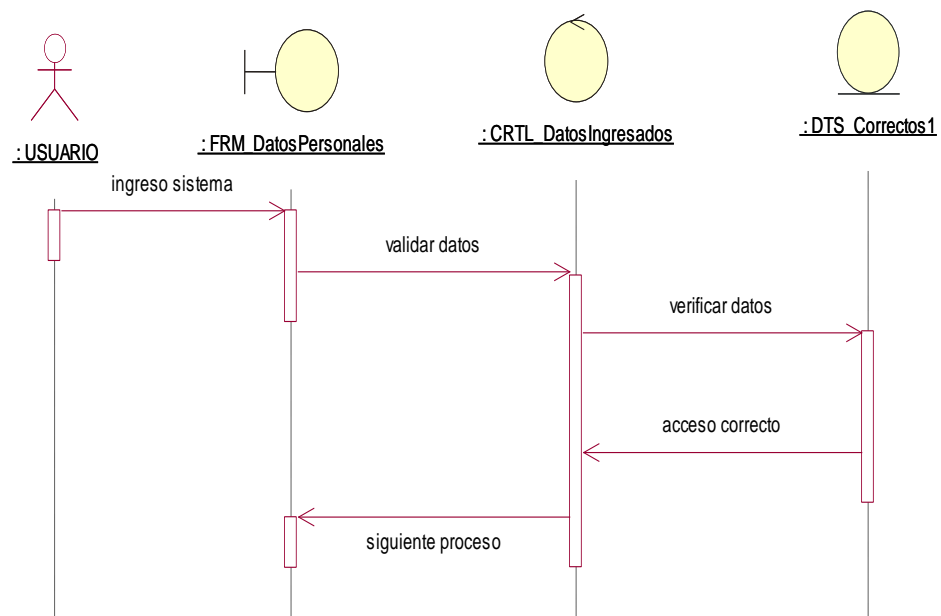 : USUARIO
: FRM_DatosPersonales
: CRTL_DatosIngresados
: DTS_Correctos1
ingreso sistema
validar datos
verificar datos
acceso correcto
siguiente proceso